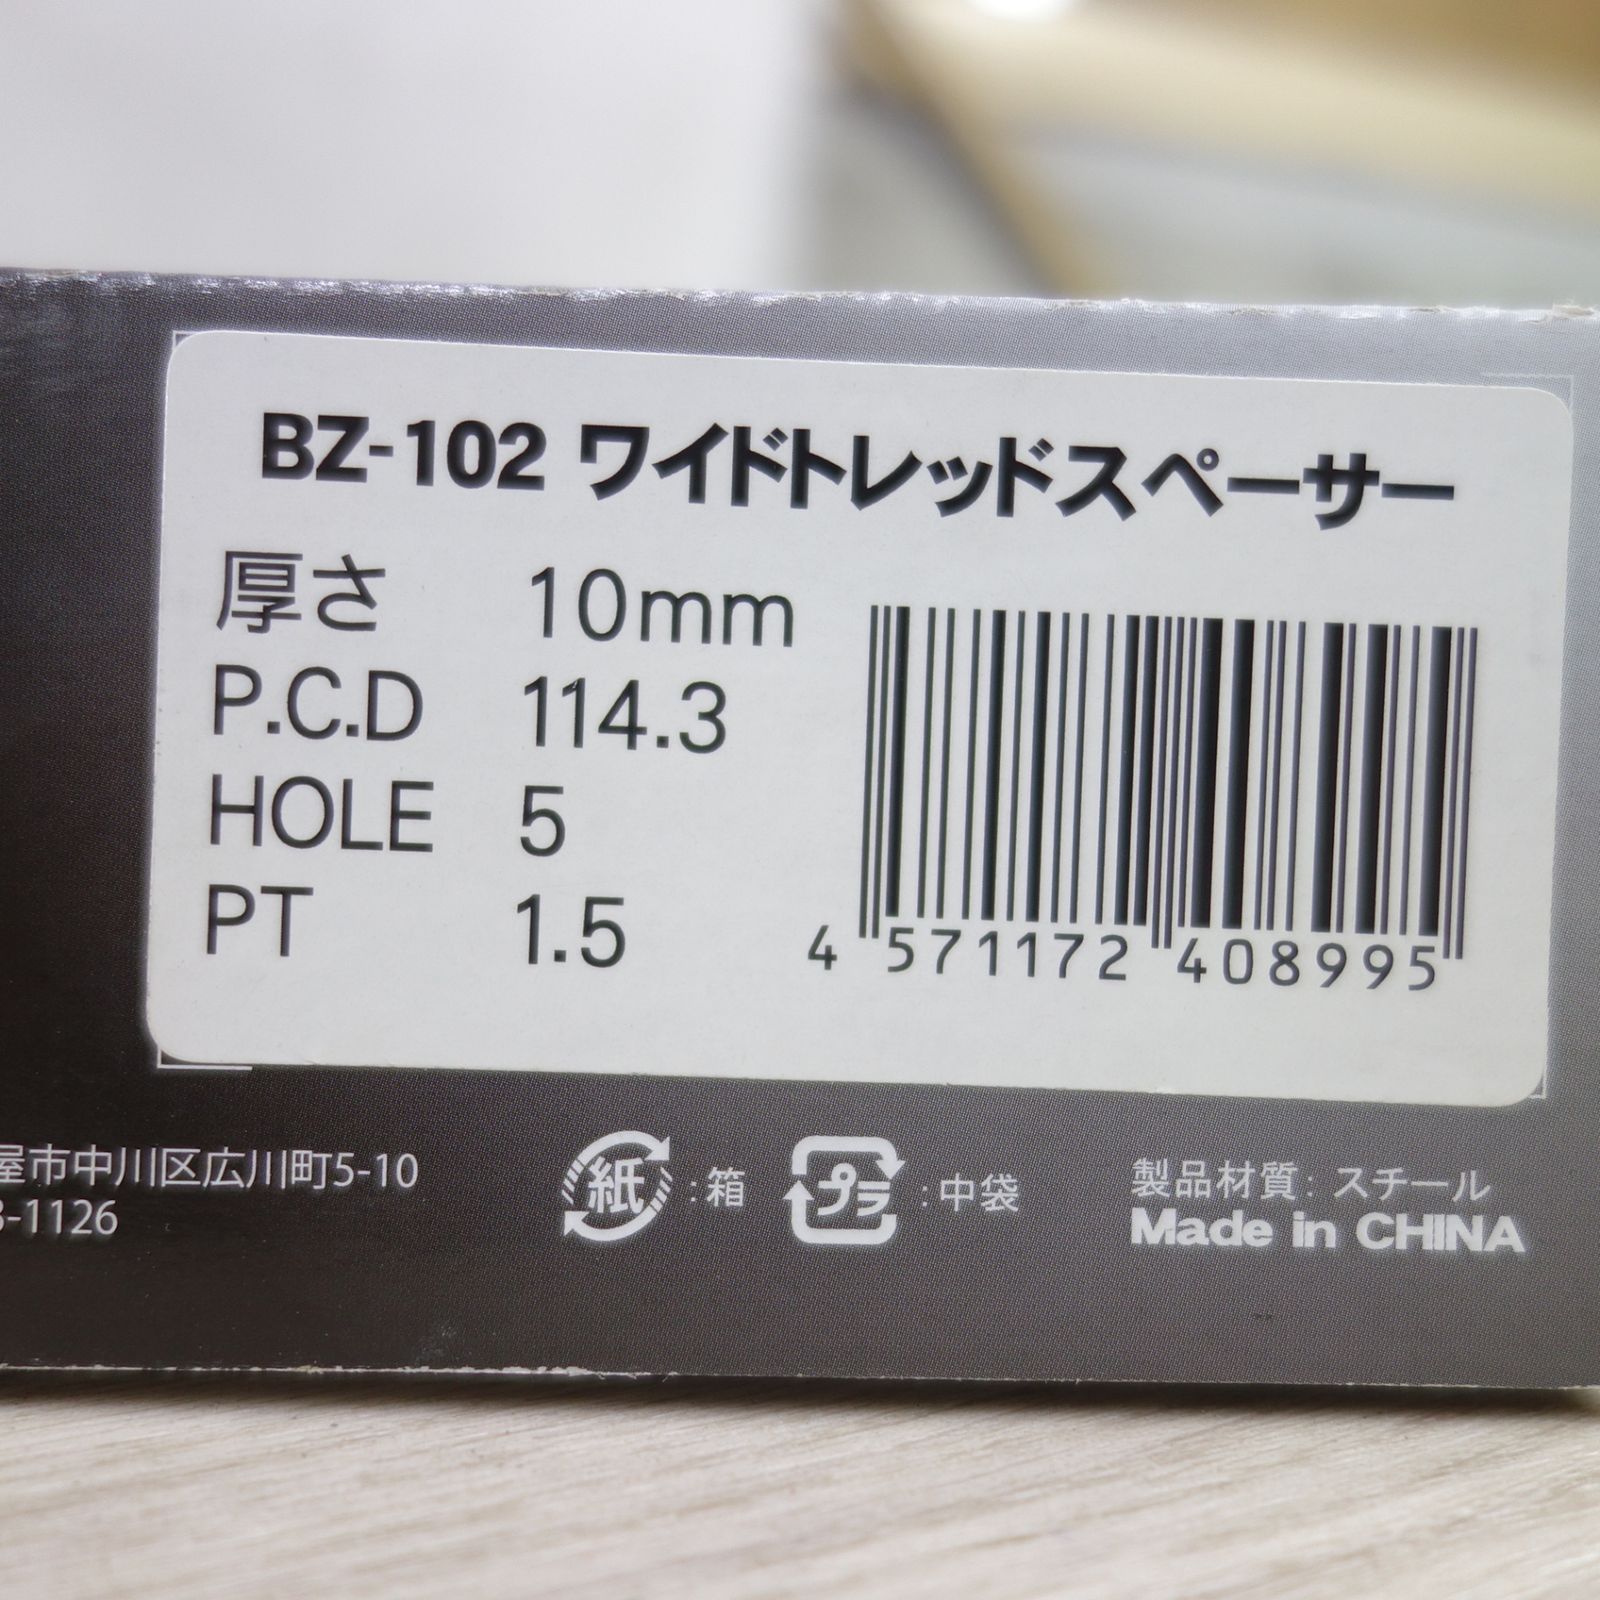 BZ-102 ワイドトレッドスペーサー
厚さ 10mm
P.C.D 114.3
HOLE 5
PT 1.5
4 571172 408995
屋市中川区広川町5-10
3-1126
紙 :箱
プラ :中袋
製品材質: スチール
Made in CHINA